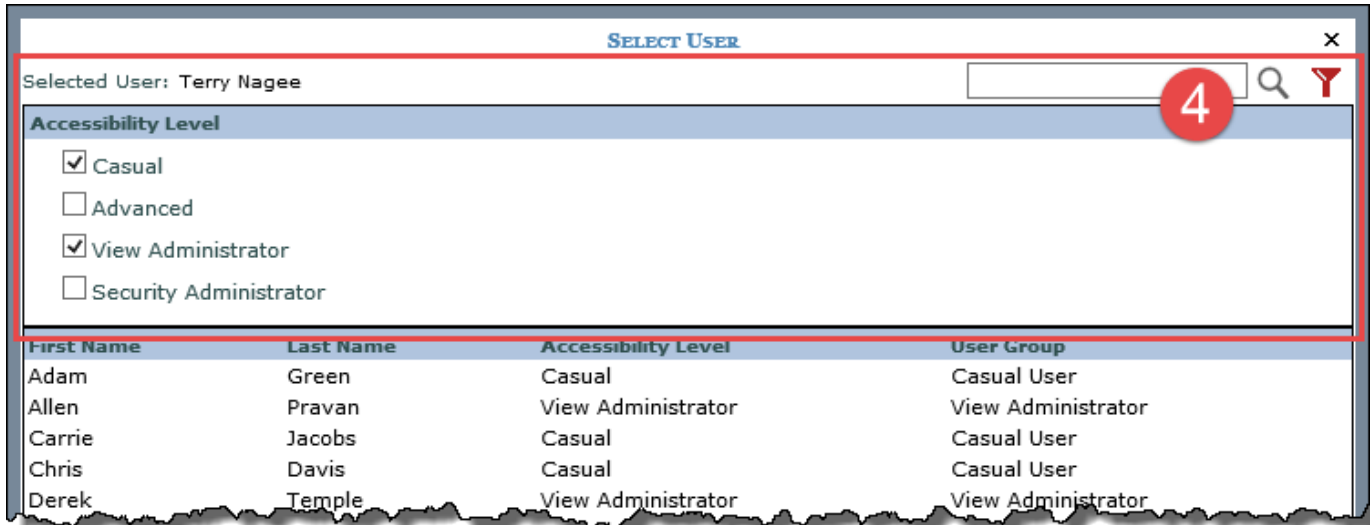 SELECT USER ×
Selected User: Terry Nagee
4
Accessibility Level
Casual
Advanced
View Administrator
Security Administrator
First Name Last Name Accessibility Level User Group
Adam Green Casual Casual User
Allen Pravan View Administrator View Administrator
Carrie Jacobs Casual Casual User
Chris Davis Casual Casual User
Derek Temple View Administrator View Administrator